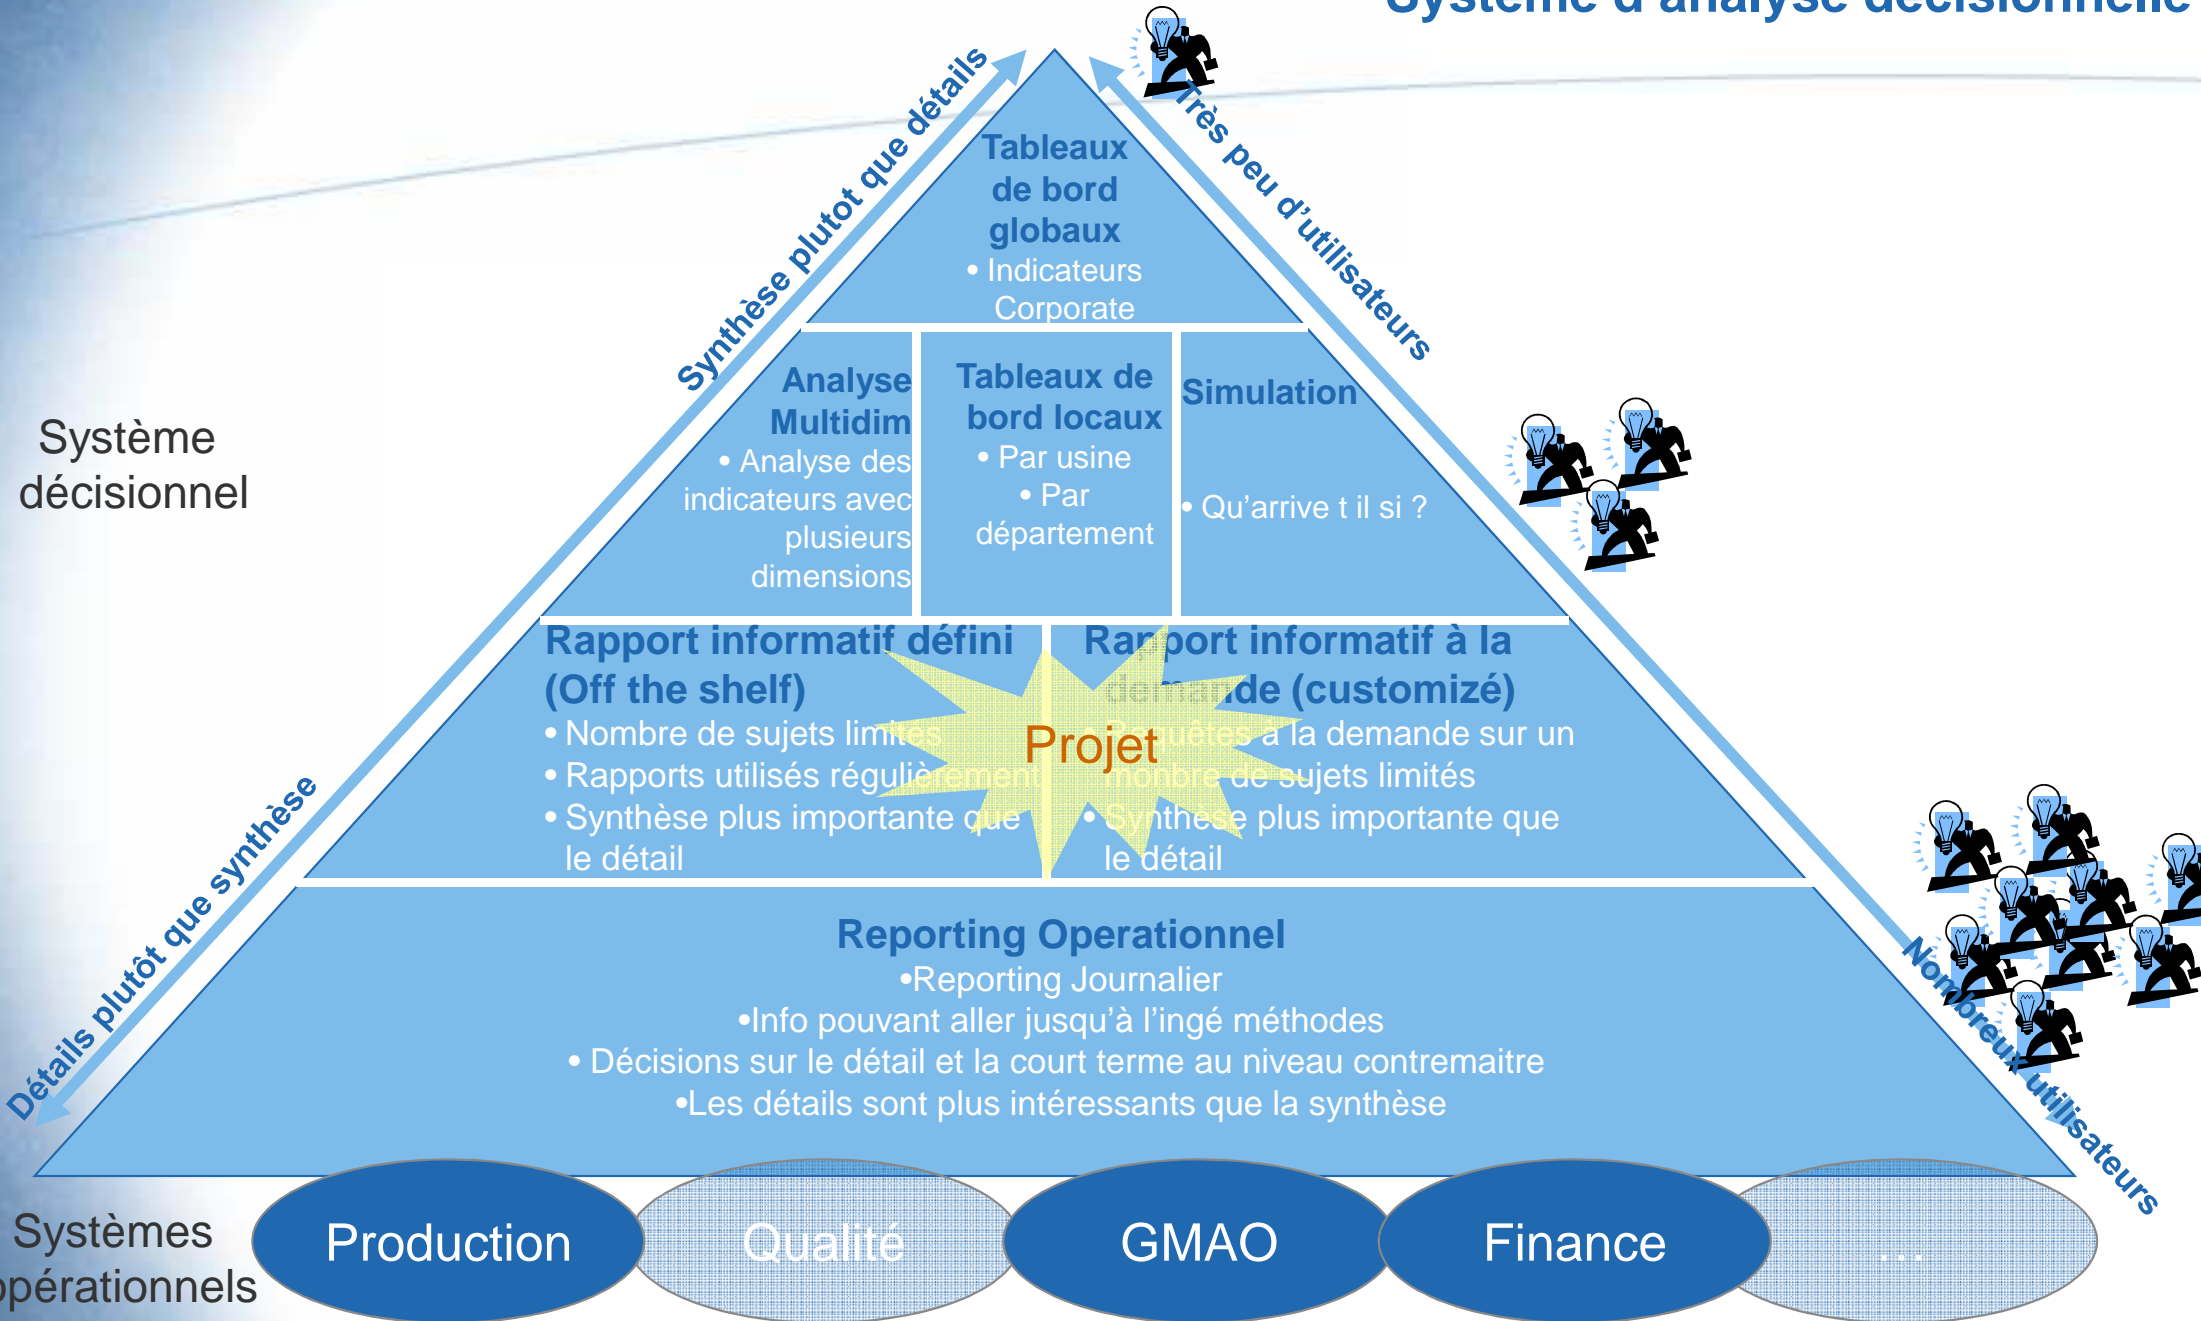 Système d'analyse décisionnelle
Synthèse plutot que détails
Très peu d'utilisateurs
Tableaux
de bord
globaux
• Indicateurs
Corporate
Système
décisionnel
Analyse
Multidim
• Analyse des
indicateurs avec
plusieurs
dimensions
Tableaux de
bord locaux
• Par usine
• Par
département
Simulation
• Qu'arrive t il si ?
Rapport informatif défini
(Off the shelf)
• Nombre de sujets limités
• Rapports utilisés régulièrement
• Synthèse plus importante que
le détail
Projet
Rapport informatif à la
demande (customizé)
Requêtes à la demande sur un
monbre de sujets limités
• Synthèse plus importante que
le détail
Détails plutôt que synthèse
Nombreux utilisateurs
Reporting Operationnel
•Reporting Journalier
•Info pouvant aller jusqu'à l'ingé méthodes
• Décisions sur le détail et la court terme au niveau contremaitre
•Les détails sont plus intéressants que la synthèse
Systèmes
opérationnels
Production
Qualité
GMAO
Finance
...